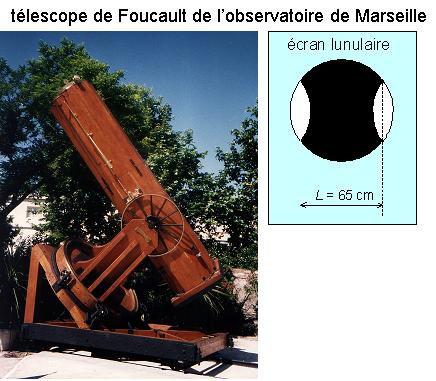 télescope de Foucault de l'observatoire de Marseille
écran lunulaire
L = 65 cm